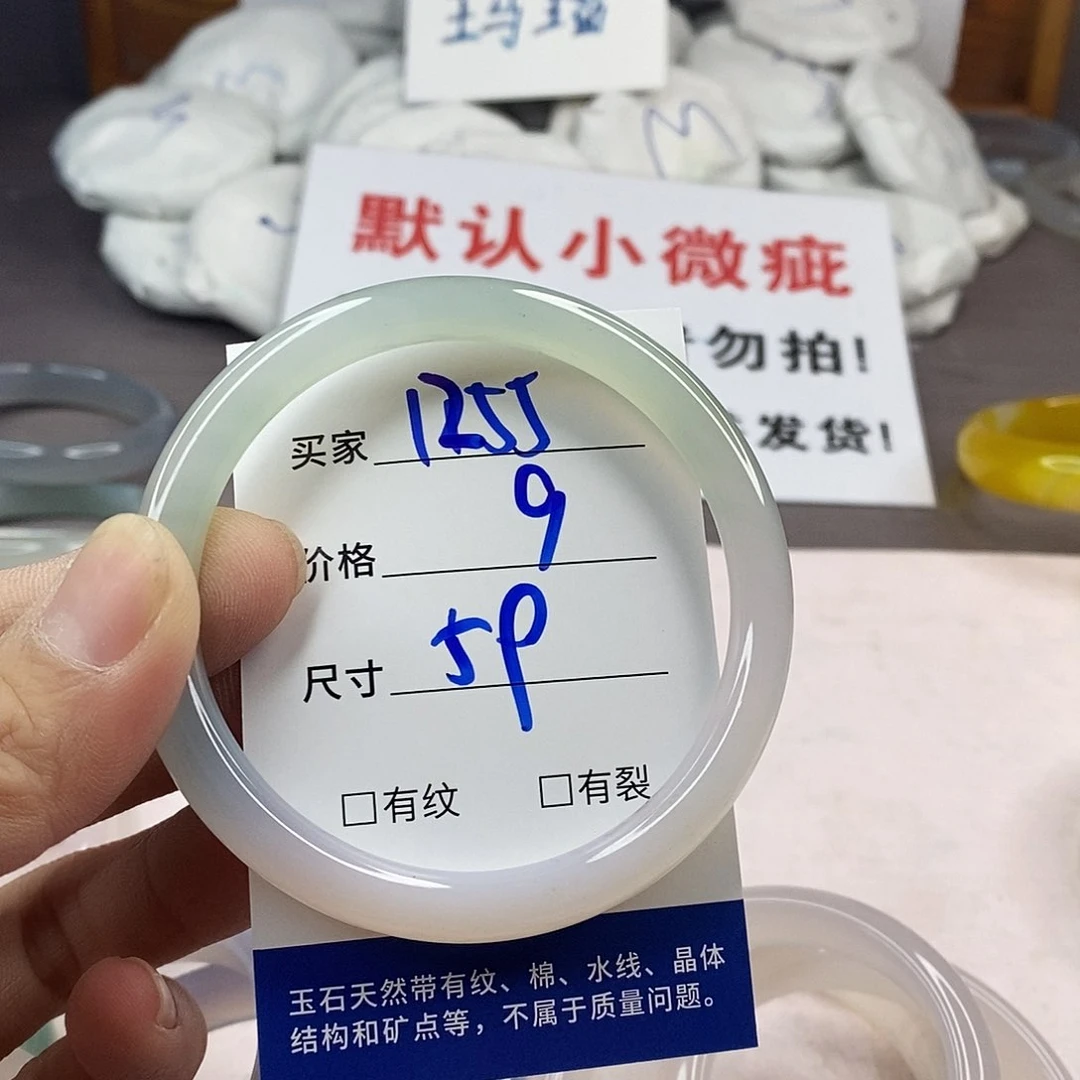 玛瑙
默认小微疵
勿拍!
发货!
买家 1255
价格 9
尺寸 59
□有纹 □有裂
玉石天然带有纹、棉、水线、晶体
结构和矿点等，不属于质量问题。